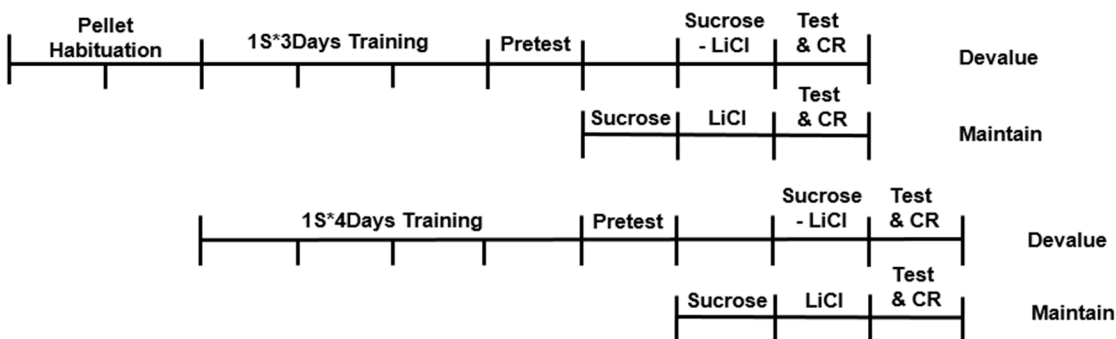 Pellet
Habituation
1S*3Days Training
Pretest
Sucrose
- LiCl
Test
& CR
Devalue
Sucrose
LiCl
Test
& CR
Maintain
1S*4Days Training
Pretest
Sucrose
- LiCl
Test
& CR
Devalue
Sucrose
LiCl
Test
& CR
Maintain